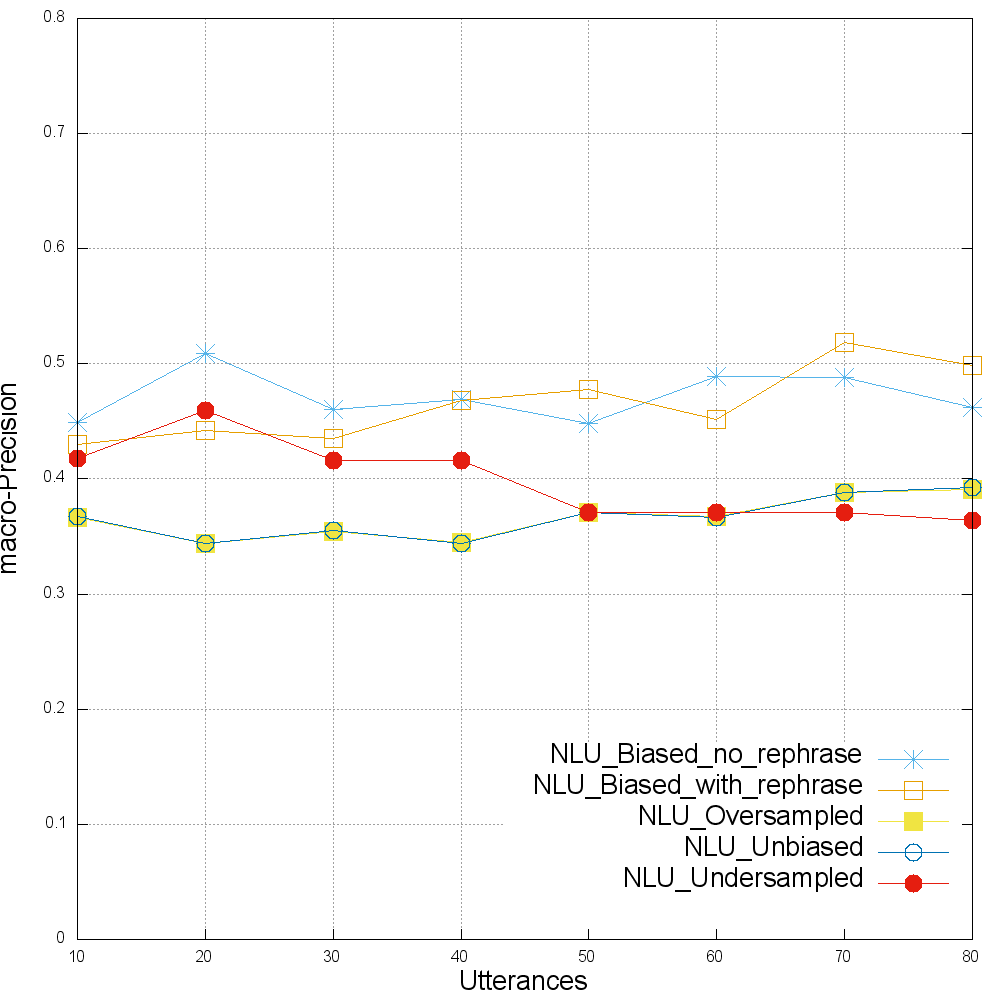 0.8
0.7
0.6
0.5
0.4
0.3
0.2
0.1
0
macro-Precision
NLU_Biased_no_rephrase
NLU_Biased_with_rephrase
NLU_Oversampled
NLU_Unbiased
NLU_Undersampled
10 20 30 40 50 60 70 80
Utterances